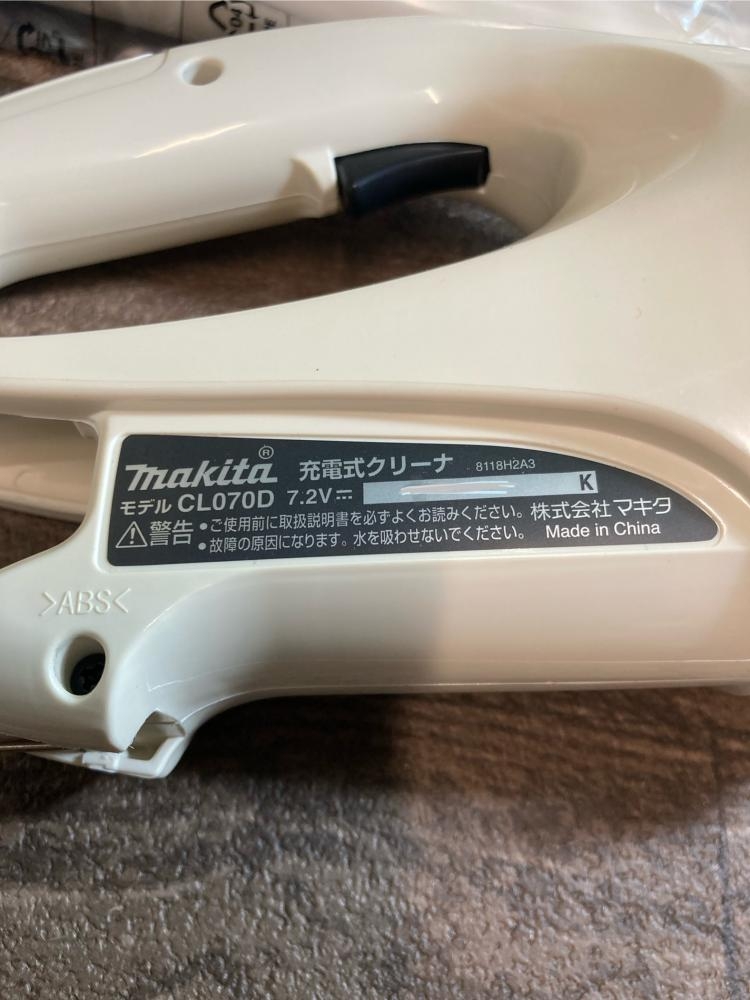 makita® 充電式クリーナ 8118H2A3
モデル CL070D 7.2V⎓ K
⚠警告 ・ご使用前に取扱説明書を必ずよくお読みください。
・故障の原因になります。水を吸わせないでください。
株式会社マキタ
Made in China
>ABS<